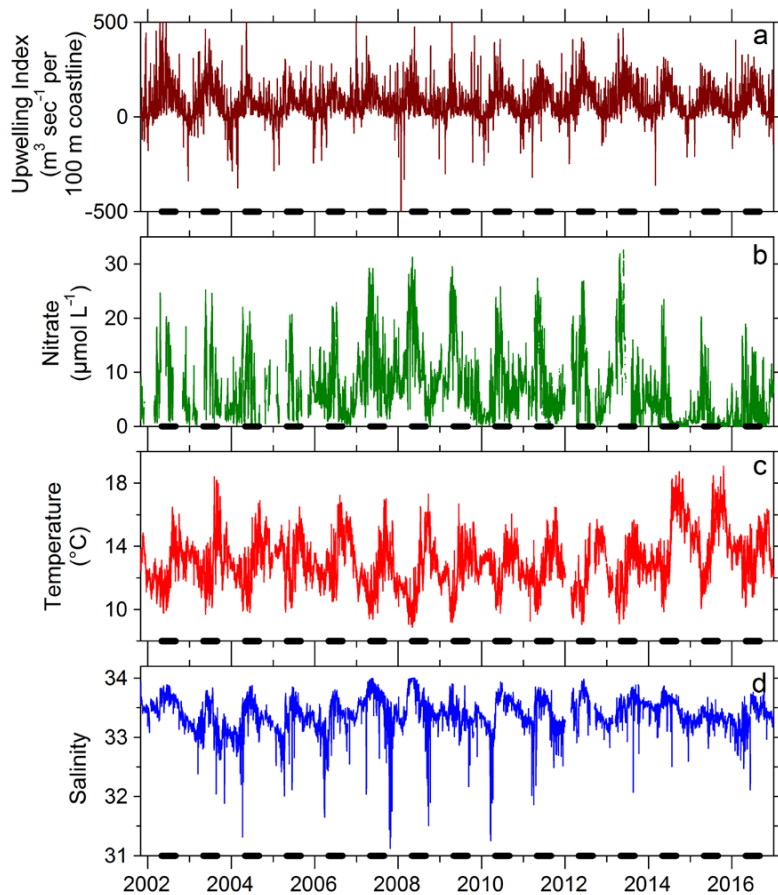 Upwelling Index
(m³ sec⁻¹ per
100 m coastline)
500
0
-500
a
Nitrate
(µmol L⁻¹)
30
20
10
0
b
Temperature
(°C)
18
14
10
c
Salinity
34
33
32
31
d
2002 2004 2006 2008 2010 2012 2014 2016